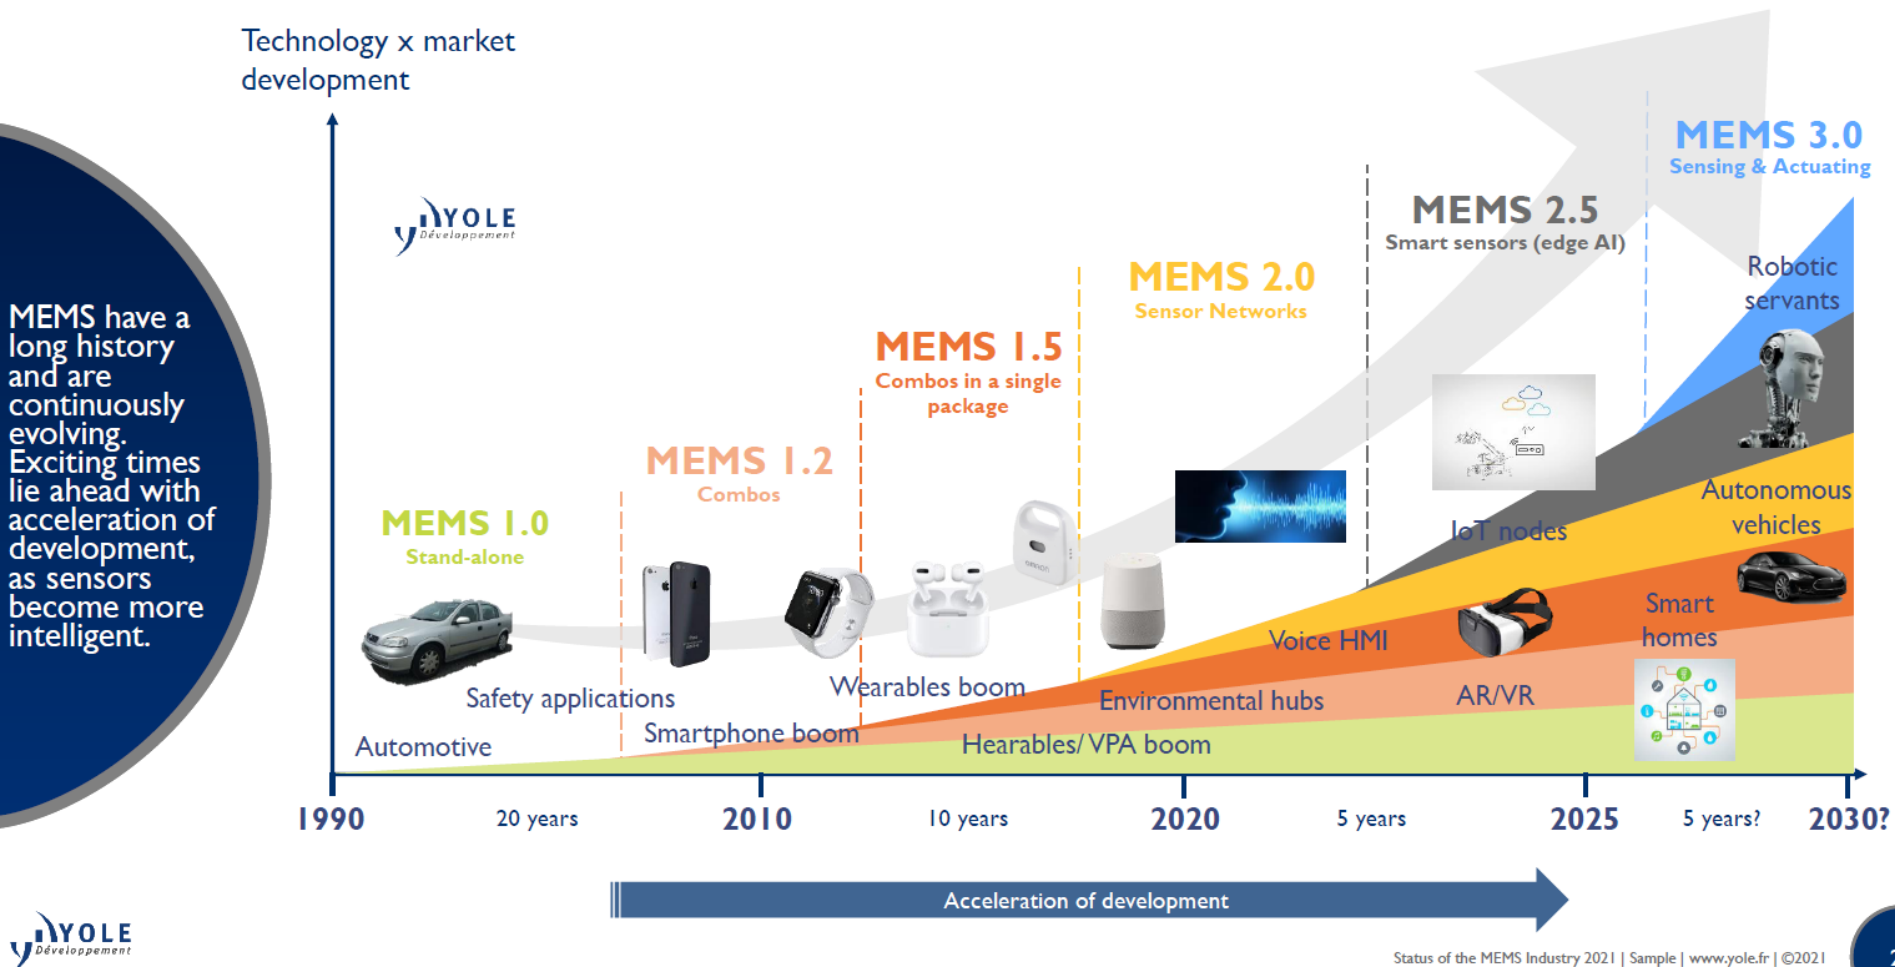 Technology x market
development
YOLE
Développement
MEMS have a
long history
and are
continuously
evolving.
Exciting times
lie ahead with
acceleration of
development,
as sensors
become more
intelligent.
MEMS 1.0
Stand-alone
MEMS 1.2
Combos
MEMS 1.5
Combos in a single
package
MEMS 2.0
Sensor Networks
MEMS 2.5
Smart sensors (edge AI)
MEMS 3.0
Sensing & Actuating
Robotic
servants
Autonomous
vehicles
IoT nodes
Smart
homes
Voice HMI
AR/VR
Environmental hubs
Wearables boom
Hearables/ VPA boom
Smartphone boom
Safety applications
Automotive
omron
1990
20 years
2010
10 years
2020
5 years
2025
5 years?
2030?
Acceleration of development
YOLE
Développement
Status of the MEMS Industry 2021 | Sample | www.yole.fr | ©2021